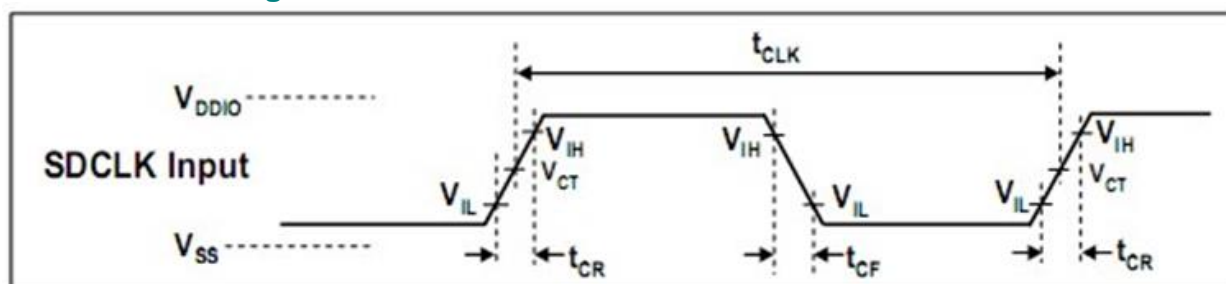 tCLK
VDDIO
VIH VIH VIH
SDCLK Input VCT VCT
VIL VIL VIL
VSS
tCR tCF tCR